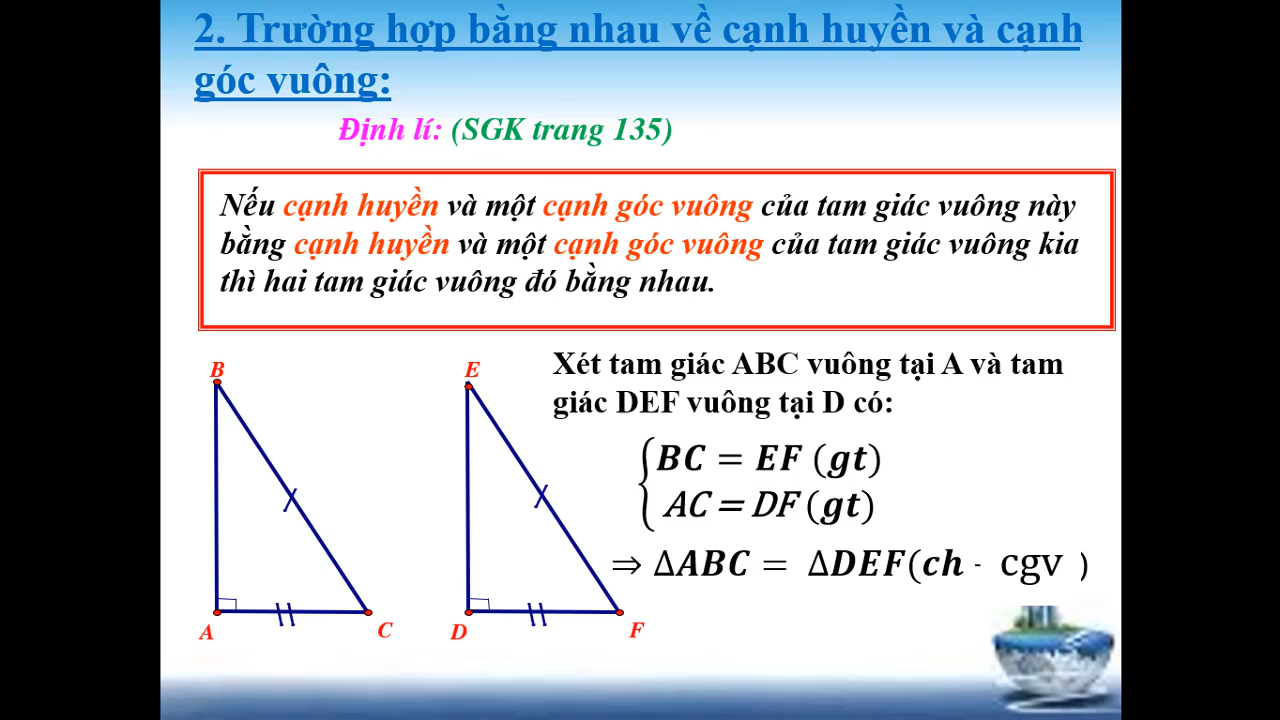 2. Trường hợp bằng nhau về cạnh huyền và cạnh
góc vuông:
Định lí: (SGK trang 135)
Nếu cạnh huyền và một cạnh góc vuông của tam giác vuông này
bằng cạnh huyền và một cạnh góc vuông của tam giác vuông kia
thì hai tam giác vuông đó bằng nhau.
Xét tam giác ABC vuông tại A và tam
giác DEF vuông tại D có:
BC = EF (gt)
AC = DF (gt)
⇒ ΔABC = ΔDEF(ch - cgv )
B
E
A
C
D
F